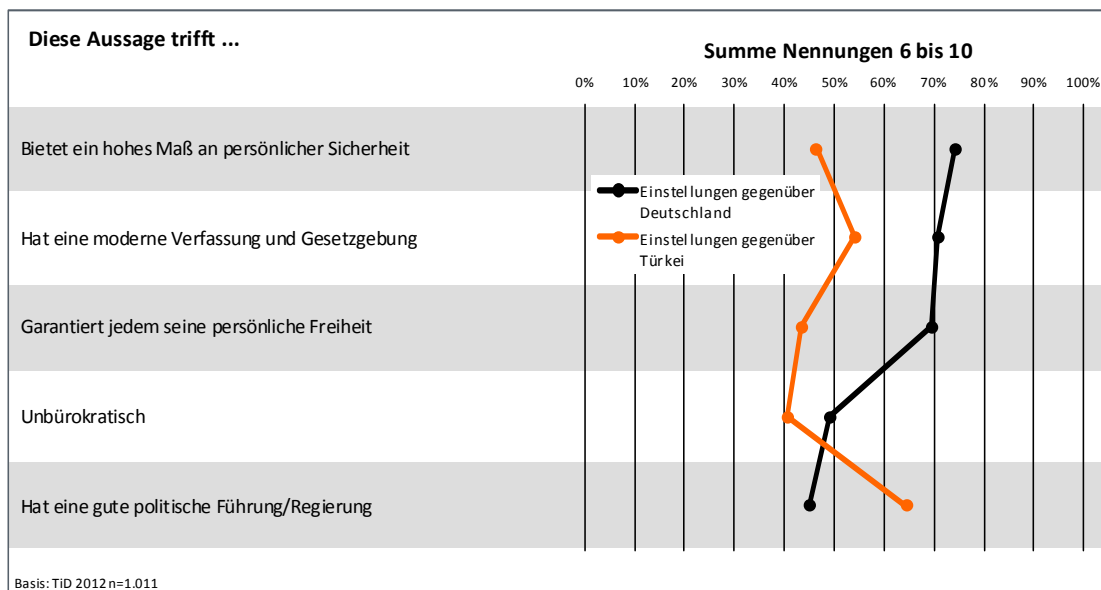 Diese Aussage trifft ...
Summe Nennungen 6 bis 10
0% 10% 20% 30% 40% 50% 60% 70% 80% 90% 100%
Bietet ein hohes Maß an persönlicher Sicherheit
Einstellungen gegenüber
Deutschland
Hat eine moderne Verfassung und Gesetzgebung
Einstellungen gegenüber
Türkei
Garantiert jedem seine persönliche Freiheit
Unbürokratisch
Hat eine gute politische Führung/Regierung
Basis: TiD 2012 n=1.011